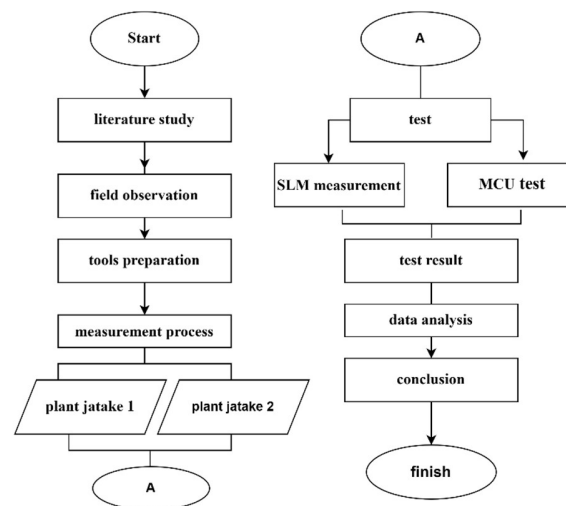 Start
literature study
field observation
tools preparation
measurement process
plant jatake 1
plant jatake 2
A
A
test
SLM measurement
MCU test
test result
data analysis
conclusion
finish